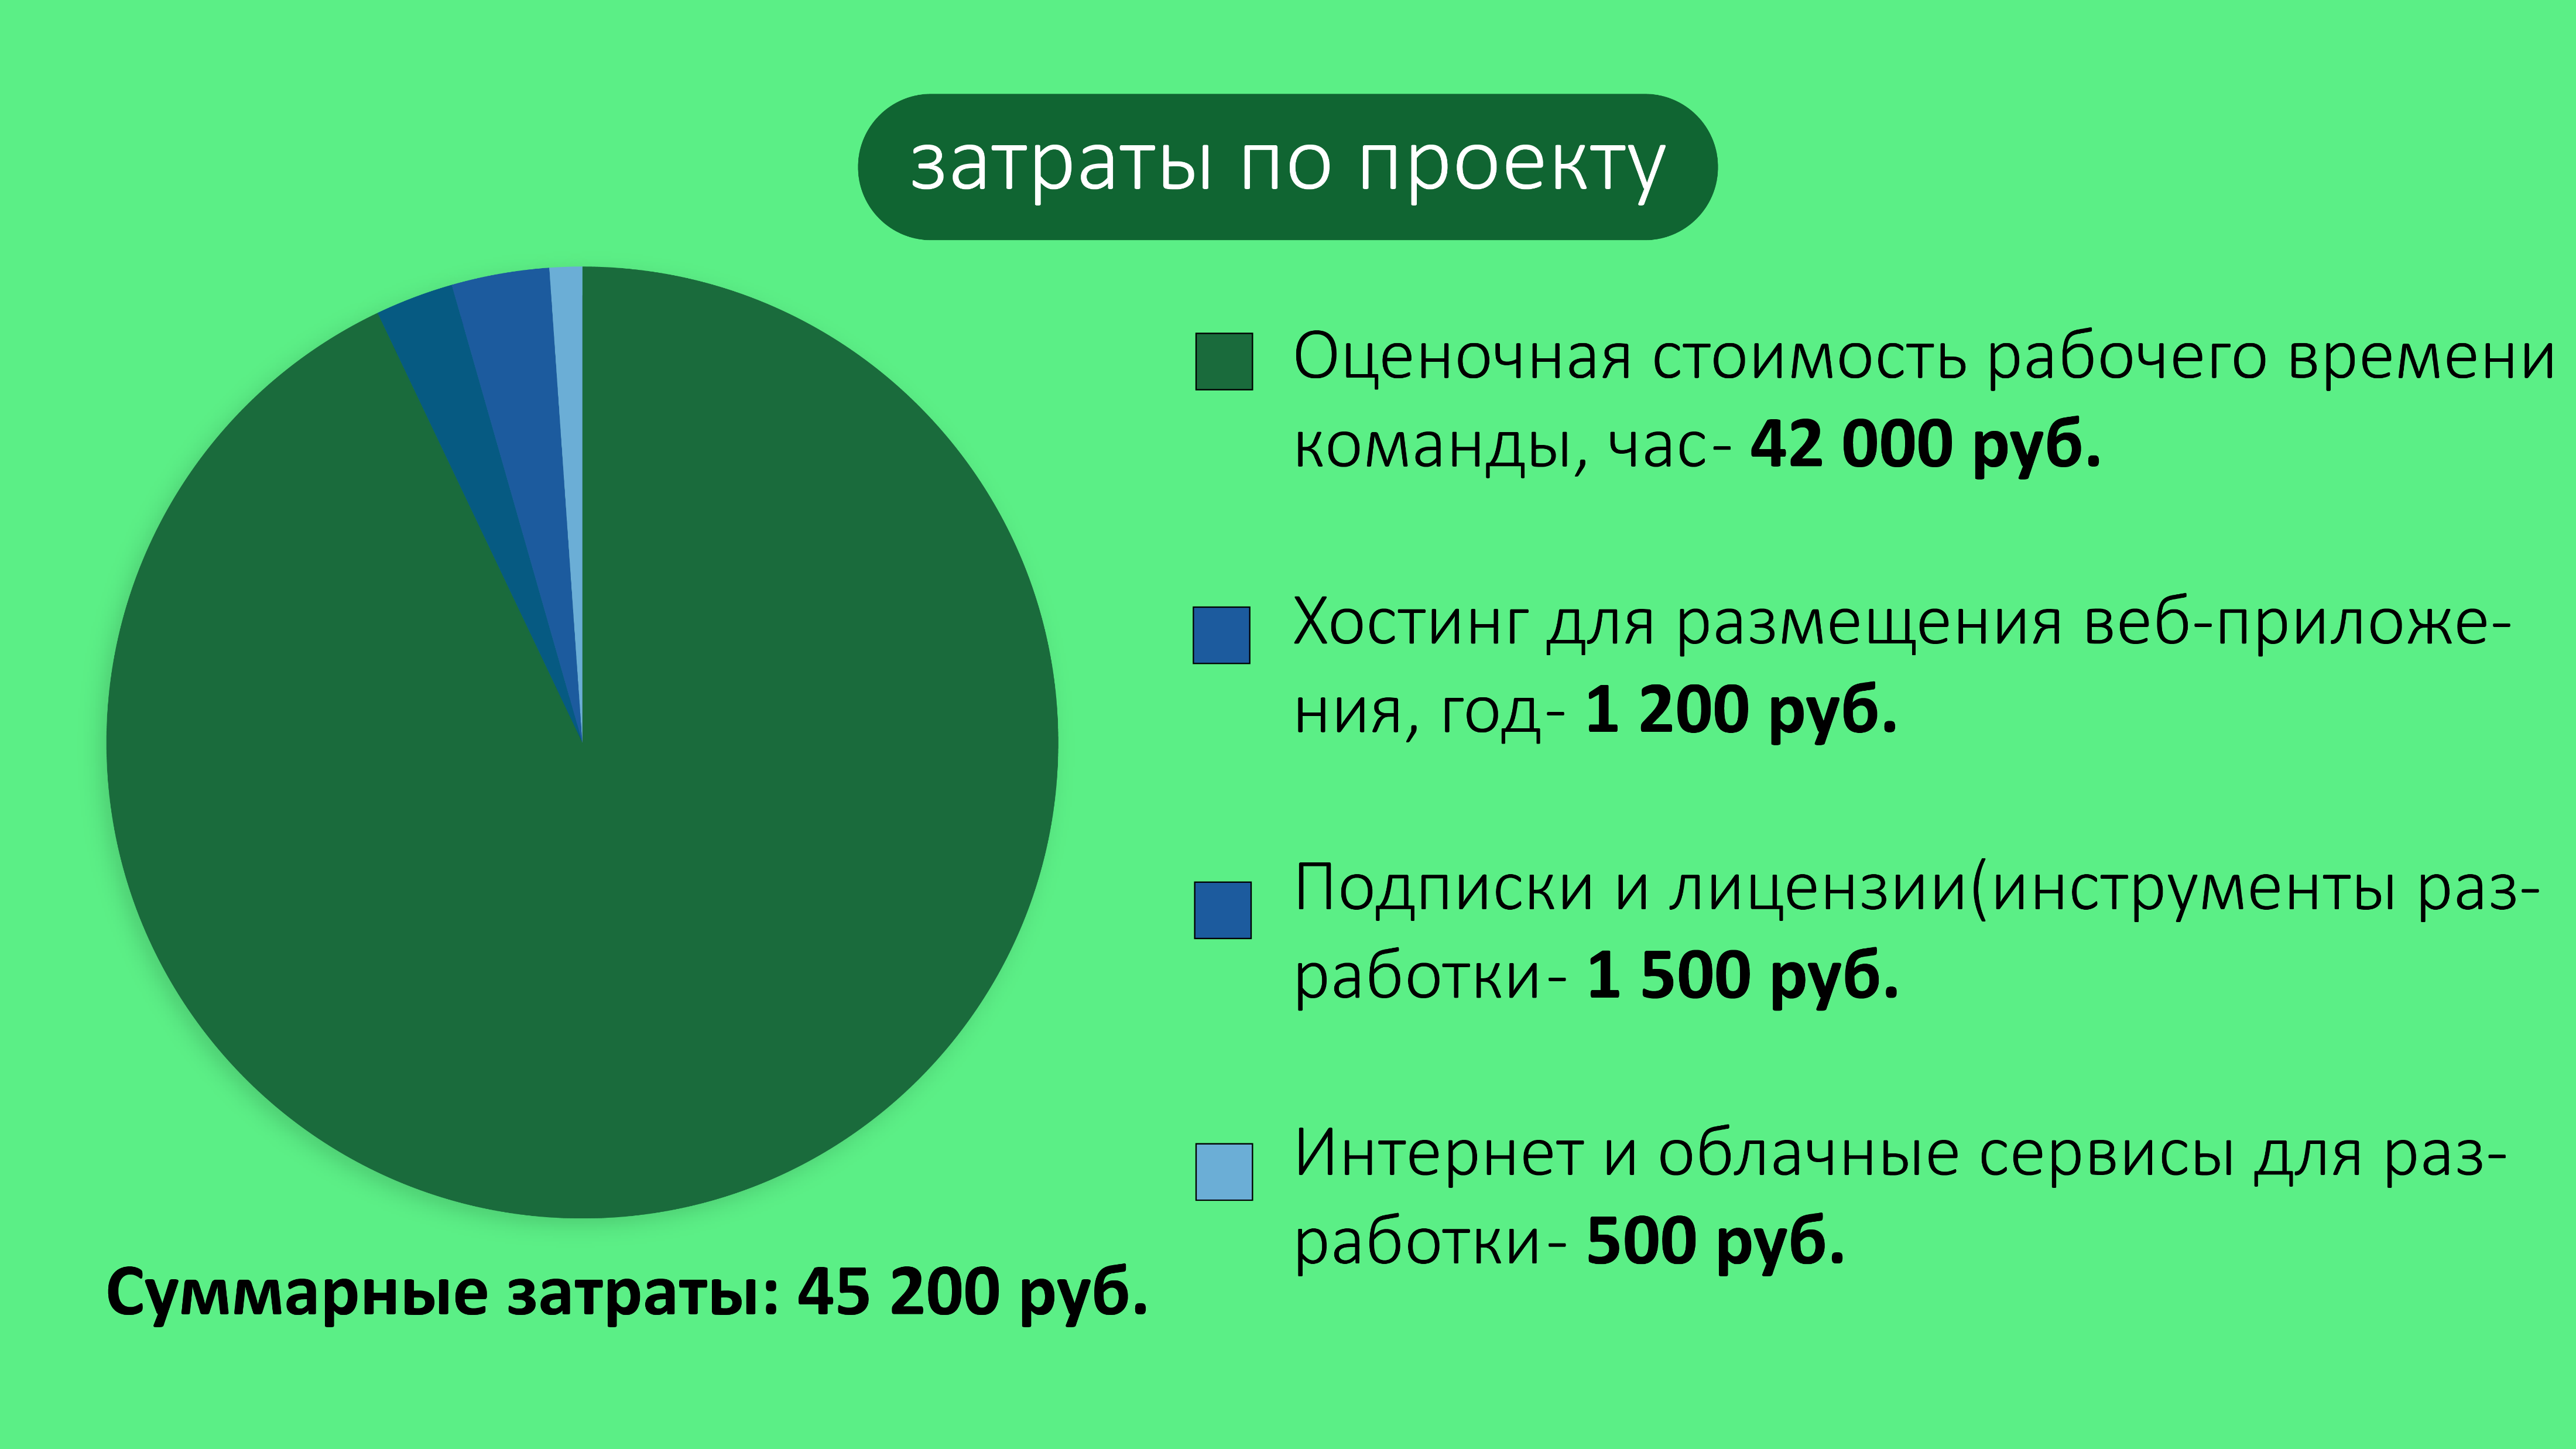 затраты по проекту
Оценочная стоимость рабочего времени
команды, час- 42 000 руб.
Хостинг для размещения веб-приложе-
ния, год- 1 200 руб.
Подписки и лицензии(инструменты раз-
работки- 1 500 руб.
Интернет и облачные сервисы для раз-
работки- 500 руб.
Суммарные затраты: 45 200 руб.